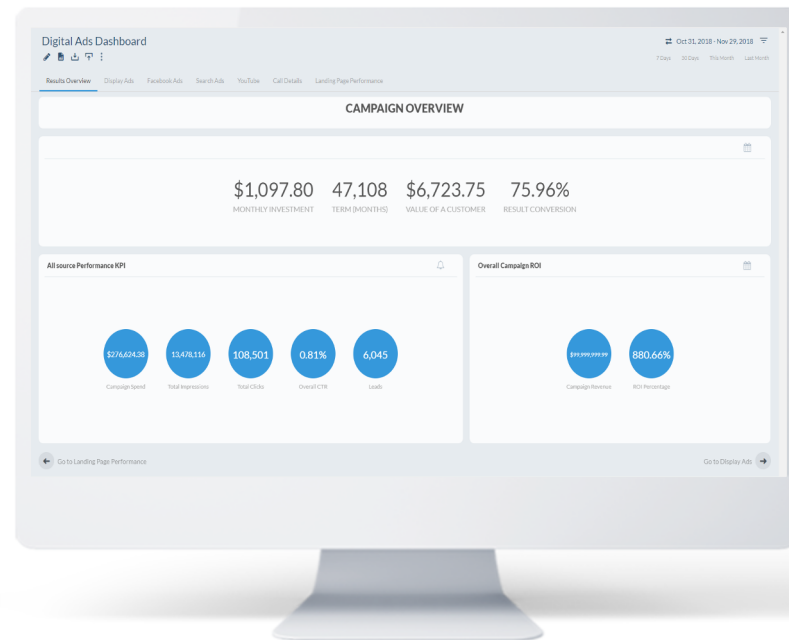 Digital Ads Dashboard
Oct 31, 2018 - Nov 29, 2018
7 Days 30 Days This Month Last Month
Results Overview Display Ads Facebook Ads Search Ads YouTube Call Details Landing Page Performance
CAMPAIGN OVERVIEW
$1,097.80 47,108 $6,723.75 75.96%
MONTHLY INVESTMENT TERM (MONTHS) VALUE OF A CUSTOMER RESULT CONVERSION
All source Performance KPI
Overall Campaign ROI
$276,624.38 13,478,116 108,501 0.81% 6,045
Campaign Spend Total Impressions Total Clicks Overall CTR Leads
$99,999,999.99 880.66%
Campaign Revenue ROI Percentage
Go to Landing Page Performance
Go to Display Ads